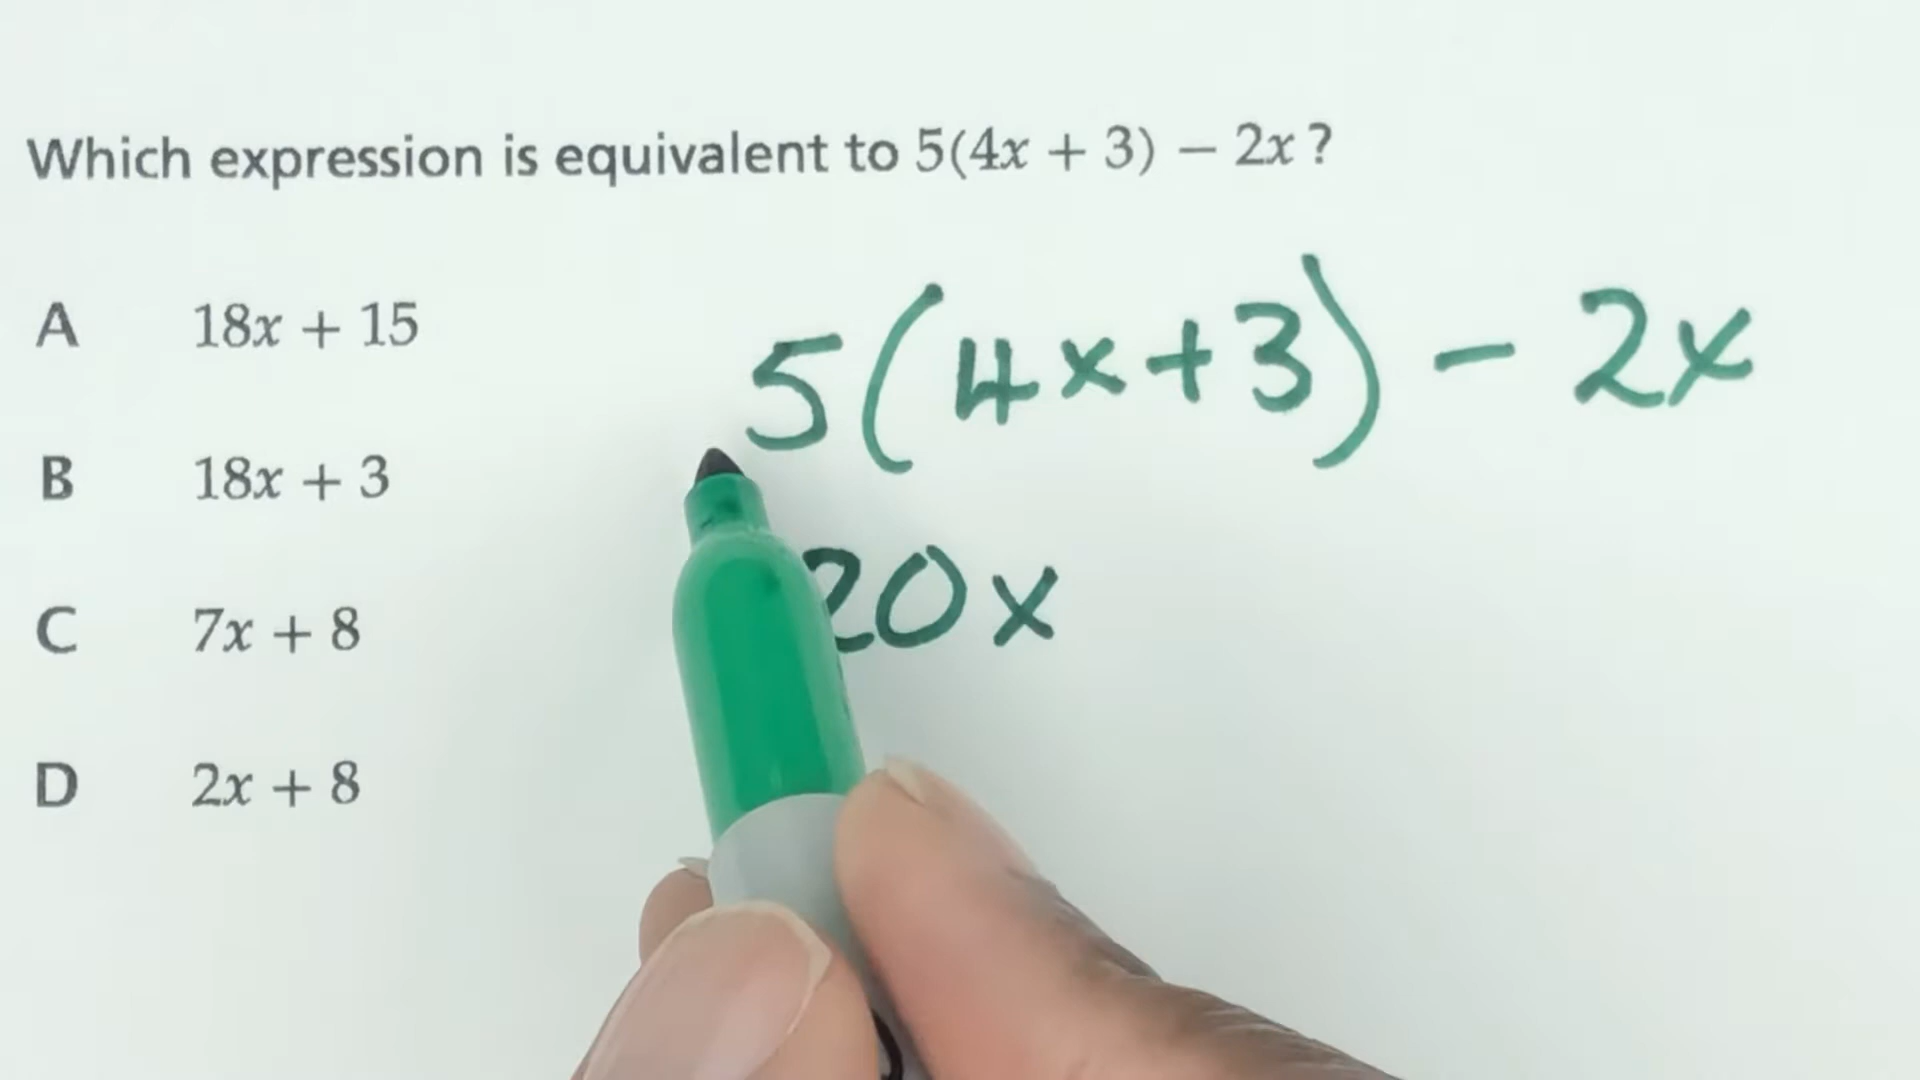 Which expression is equivalent to 5(4x + 3) − 2x?
A 18x + 15
B 18x + 3
C 7x + 8
D 2x + 8
5(4x+3) - 2x
20x